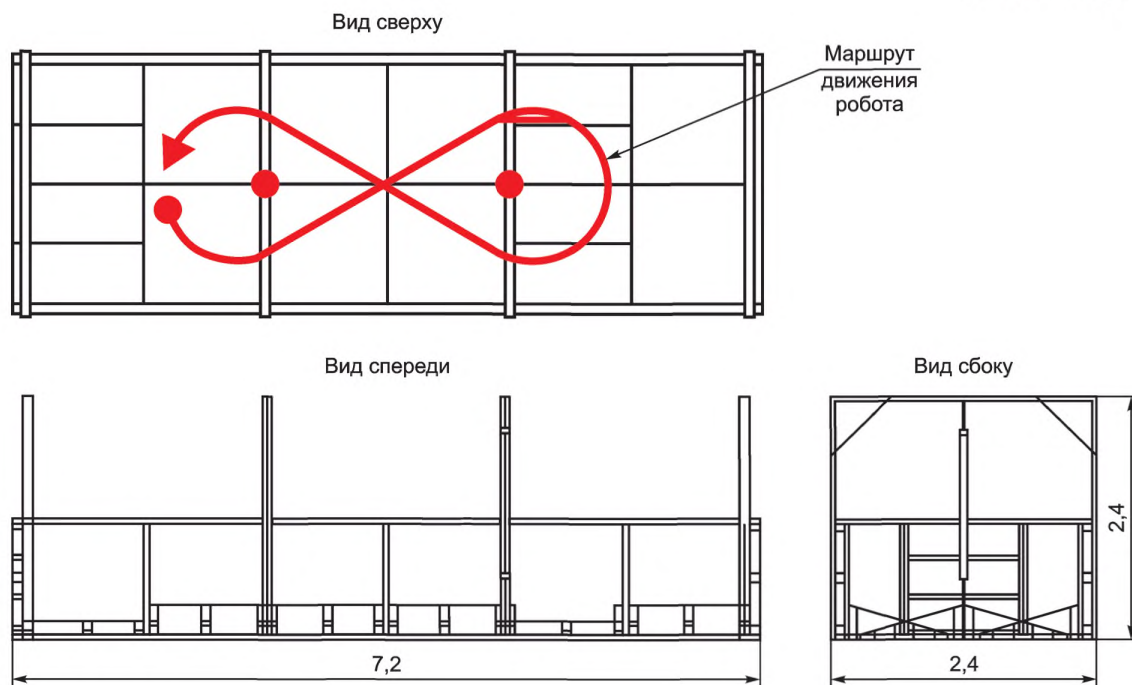 Вид сверху
Маршрут
движения
робота
Вид спереди
Вид сбоку
2,4
7,2
2,4